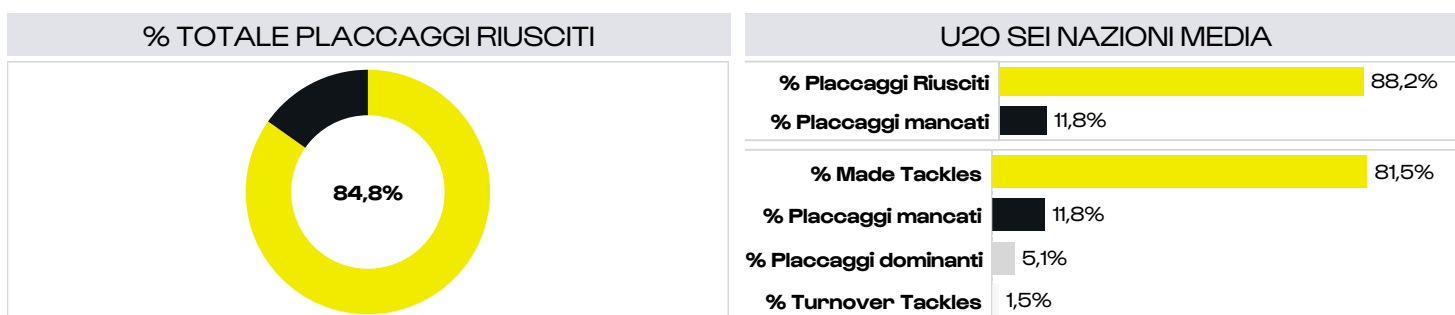 % TOTALE PLACCAGGI RIUSCITI
84,8%
U20 SEI NAZIONI MEDIA
% Placcaggi Riusciti 88,2%
% Placcaggi mancati 11,8%
% Made Tackles 81,5%
% Placcaggi mancati 11,8%
% Placcaggi dominanti 5,1%
% Turnover Tackles 1,5%